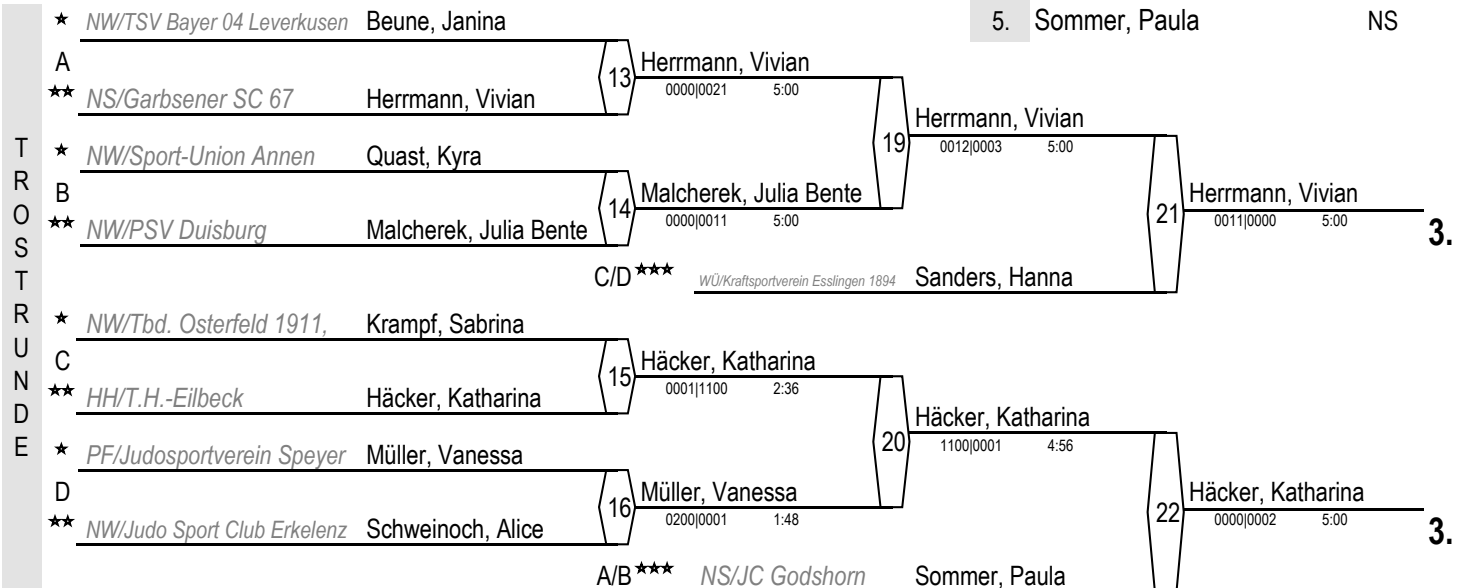 ★ NW/TSV Bayer 04 Leverkusen Beune, Janina
5. Sommer, Paula NS
A
13 Herrmann, Vivian
0000|0021 5:00
★★ NS/Garbsener SC 67 Herrmann, Vivian
19 Herrmann, Vivian
0012|0003 5:00
TROSTRUNDE
★ NW/Sport-Union Annen Quast, Kyra
B
14 Malcherek, Julia Bente
0000|0011 5:00
21 Herrmann, Vivian
0011|0000 5:00
3.
★★ NW/PSV Duisburg Malcherek, Julia Bente
C/D ★★★ WÜ/Kraftsportverein Esslingen 1894 Sanders, Hanna
★ NW/Tbd. Osterfeld 1911, Krampf, Sabrina
C
15 Häcker, Katharina
0001|1100 2:36
★★ HH/T.H.-Eilbeck Häcker, Katharina
20 Häcker, Katharina
1100|0001 4:56
★ PF/Judosportverein Speyer Müller, Vanessa
D
16 Müller, Vanessa
0200|0001 1:48
22 Häcker, Katharina
0000|0002 5:00
3.
★★ NW/Judo Sport Club Erkelenz Schweinoch, Alice
A/B ★★★ NS/JC Godshorn Sommer, Paula